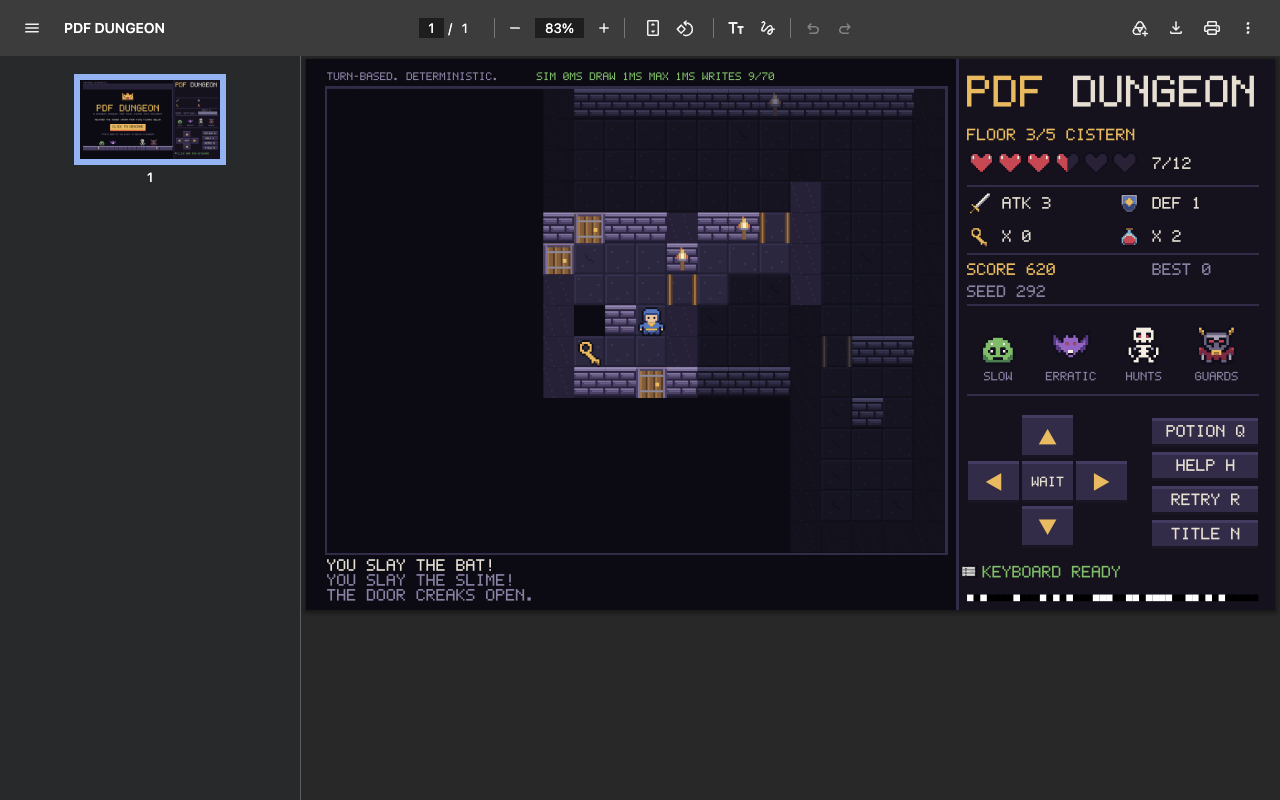 PDF DUNGEON
1 / 1
83%
1
TURN-BASED. DETERMINISTIC.
SIM 0MS DRAW 1MS MAX 1MS WRITES 9/70
YOU SLAY THE BAT!
YOU SLAY THE SLIME!
THE DOOR CREAKS OPEN.
PDF DUNGEON
FLOOR 3/5 CISTERN
7/12
ATK 3
DEF 1
X 0
X 2
SCORE 620
BEST 0
SEED 292
SLOW
ERRATIC
HUNTS
GUARDS
WAIT
POTION Q
HELP H
RETRY R
TITLE N
KEYBOARD READY